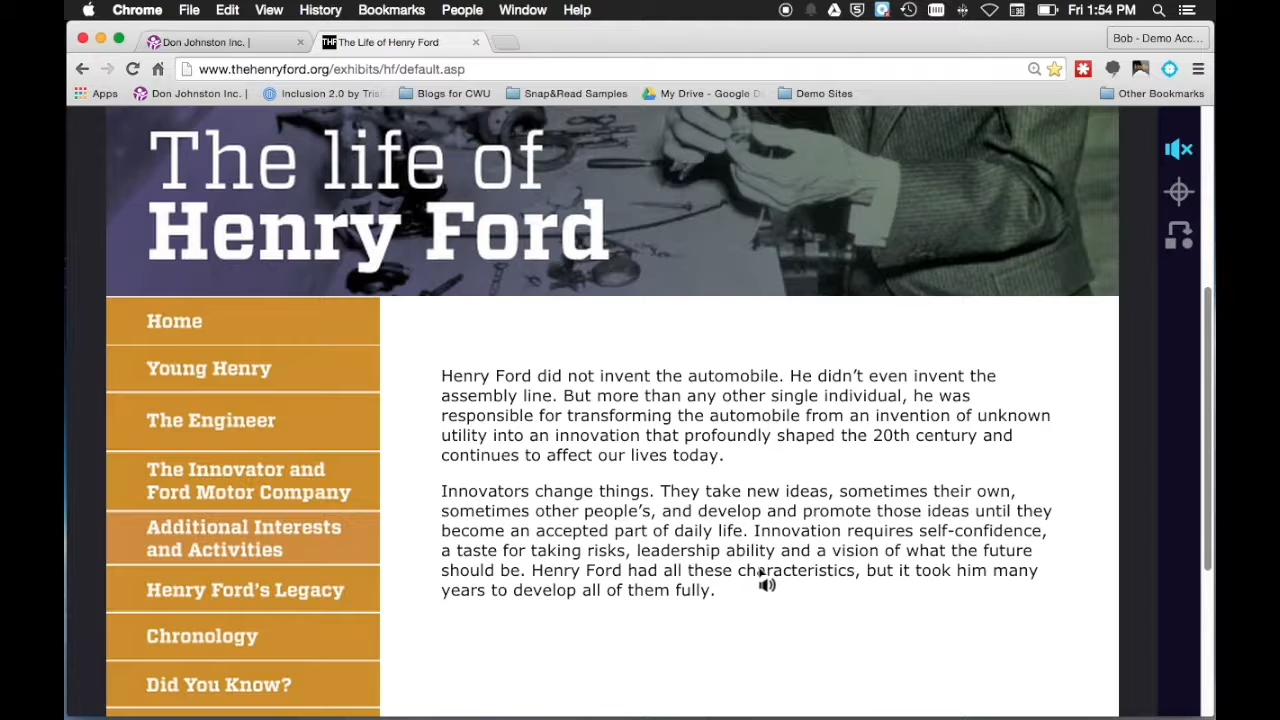 Chrome File Edit View History Bookmarks People Window Help Fri 1:54 PM
Don Johnston Inc. | The Life of Henry Ford Bob - Demo Acc...
www.thehenryford.org/exhibits/hf/default.asp
Apps Don Johnston Inc. | Inclusion 2.0 by Tris Blogs for CWU Snap&Read Samples My Drive - Google D Demo Sites Other Bookmarks
The life of
Henry Ford
Home
Young Henry
The Engineer
The Innovator and
Ford Motor Company
Additional Interests
and Activities
Henry Ford's Legacy
Chronology
Did You Know?
Henry Ford did not invent the automobile. He didn't even invent the
assembly line. But more than any other single individual, he was
responsible for transforming the automobile from an invention of unknown
utility into an innovation that profoundly shaped the 20th century and
continues to affect our lives today.
Innovators change things. They take new ideas, sometimes their own,
sometimes other people's, and develop and promote those ideas until they
become an accepted part of daily life. Innovation requires self-confidence,
a taste for taking risks, leadership ability and a vision of what the future
should be. Henry Ford had all these characteristics, but it took him many
years to develop all of them fully.